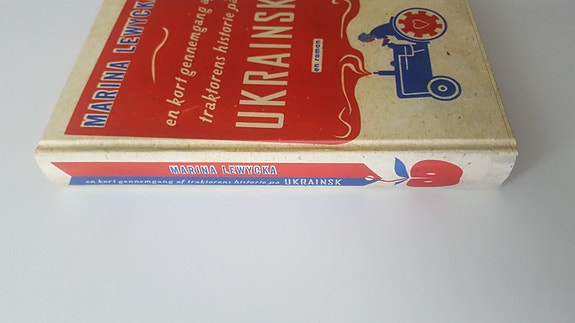 MARINA LEWYCKA
en kort gennemgang af
traktorens historie på
UKRAINSK
en roman
MARINA LEWYCKA
en kort gennemgang af traktorens historie på UKRAINSK